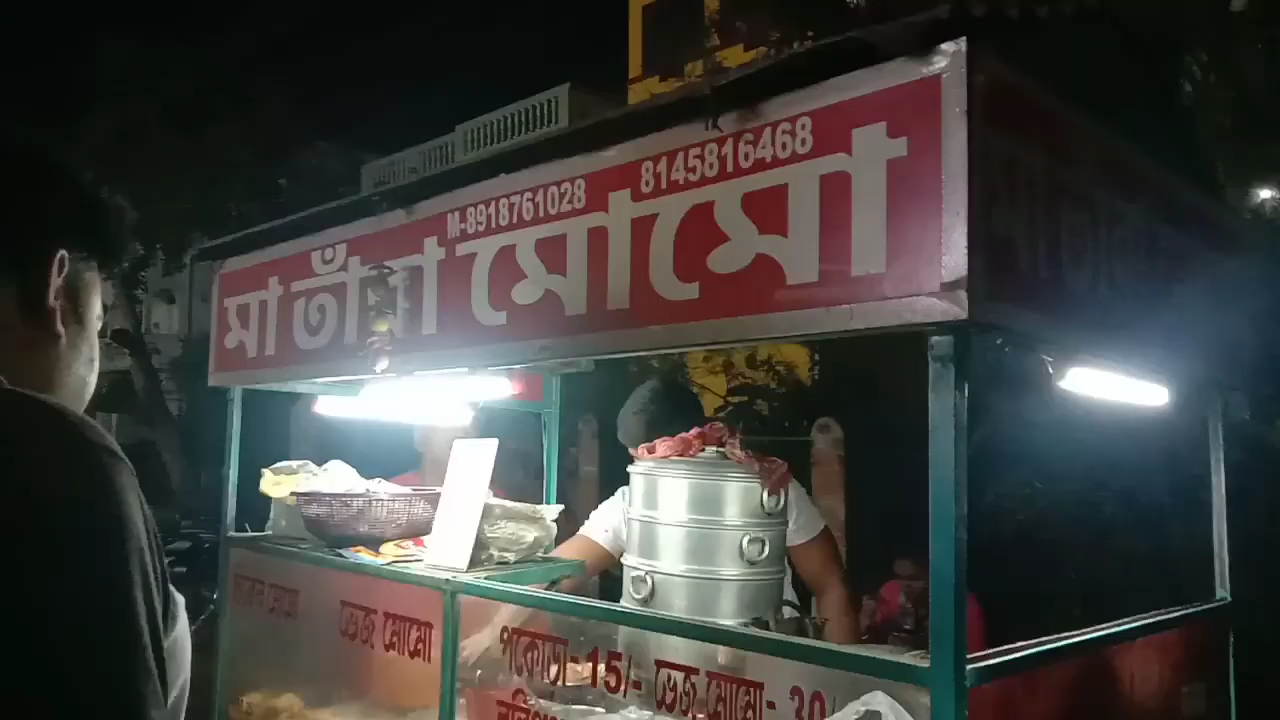 M-8918761028 8145816468
মা তাঁরা মোমো
ভেজ মোমো
পকোড়া- 15/- ভেজ মোমো- 30/